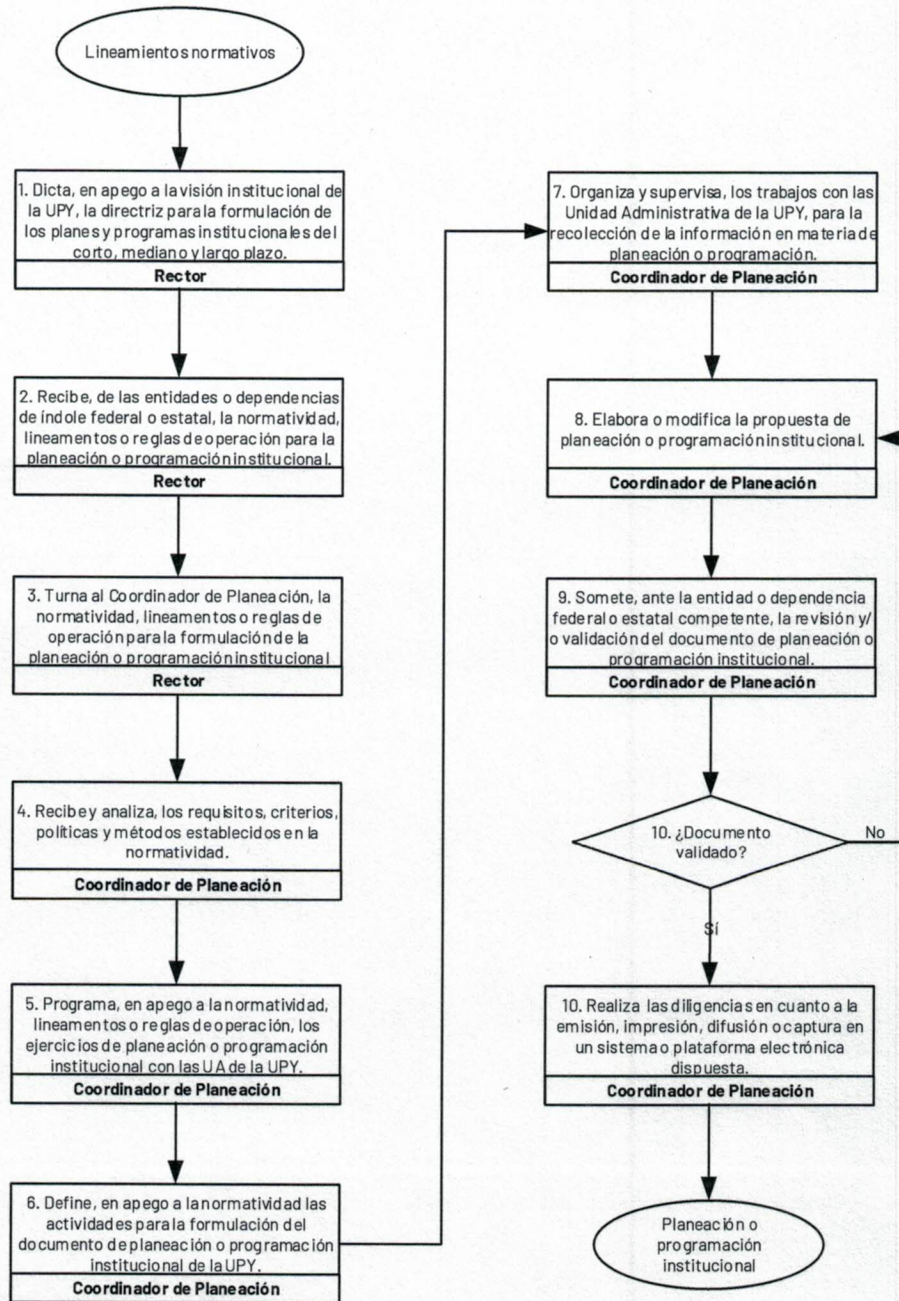 Lineamientos normativos
1. Dicta, en apego a la visión institucional de
la UPY, la directriz para la formulación de
los planes y programas institucionales del
corto, mediano y largo plazo.
Rector
2. Recibe, de las entidades o dependencias
de índole federal o estatal, la normatividad,
lineamentos o reglas de operación para la
planeación o programación institucional.
Rector
3. Turna al Coordinador de Planeación, la
normatividad, lineamentos o reglas de
operación para la formulación de la
planeación o programación institucional
Rector
4. Recibe y analiza, los requisitos, criterios,
políticas y métodos establecidos en la
normatividad.
Coordinador de Planeación
5. Programa, en apego a la normatividad,
lineamentos o reglas de operación, los
ejercicios de planeación o programación
institucional con las UA de la UPY.
Coordinador de Planeación
6. Define, en apego a la normatividad las
actividades para la formulación del
documento de planeación o programación
institucional de la UPY.
Coordinador de Planeación
7. Organiza y supervisa, los trabajos con las
Unidad Administrativa de la UPY, para la
recolección de la información en materia de
planeación o programación.
Coordinador de Planeación
8. Elabora o modifica la propuesta de
planeación o programación institucional.
Coordinador de Planeación
9. Somete, ante la entidad o dependencia
federal o estatal competente, la revisión y/
o validación del documento de planeación o
programación institucional.
Coordinador de Planeación
10. ¿Documento
validado?
No
Sí
10. Realiza las diligencias en cuanto a la
emisión, impresión, difusión o captura en
un sistema o plataforma electrónica
dispuesta.
Coordinador de Planeación
Planeación o
programación
institucional